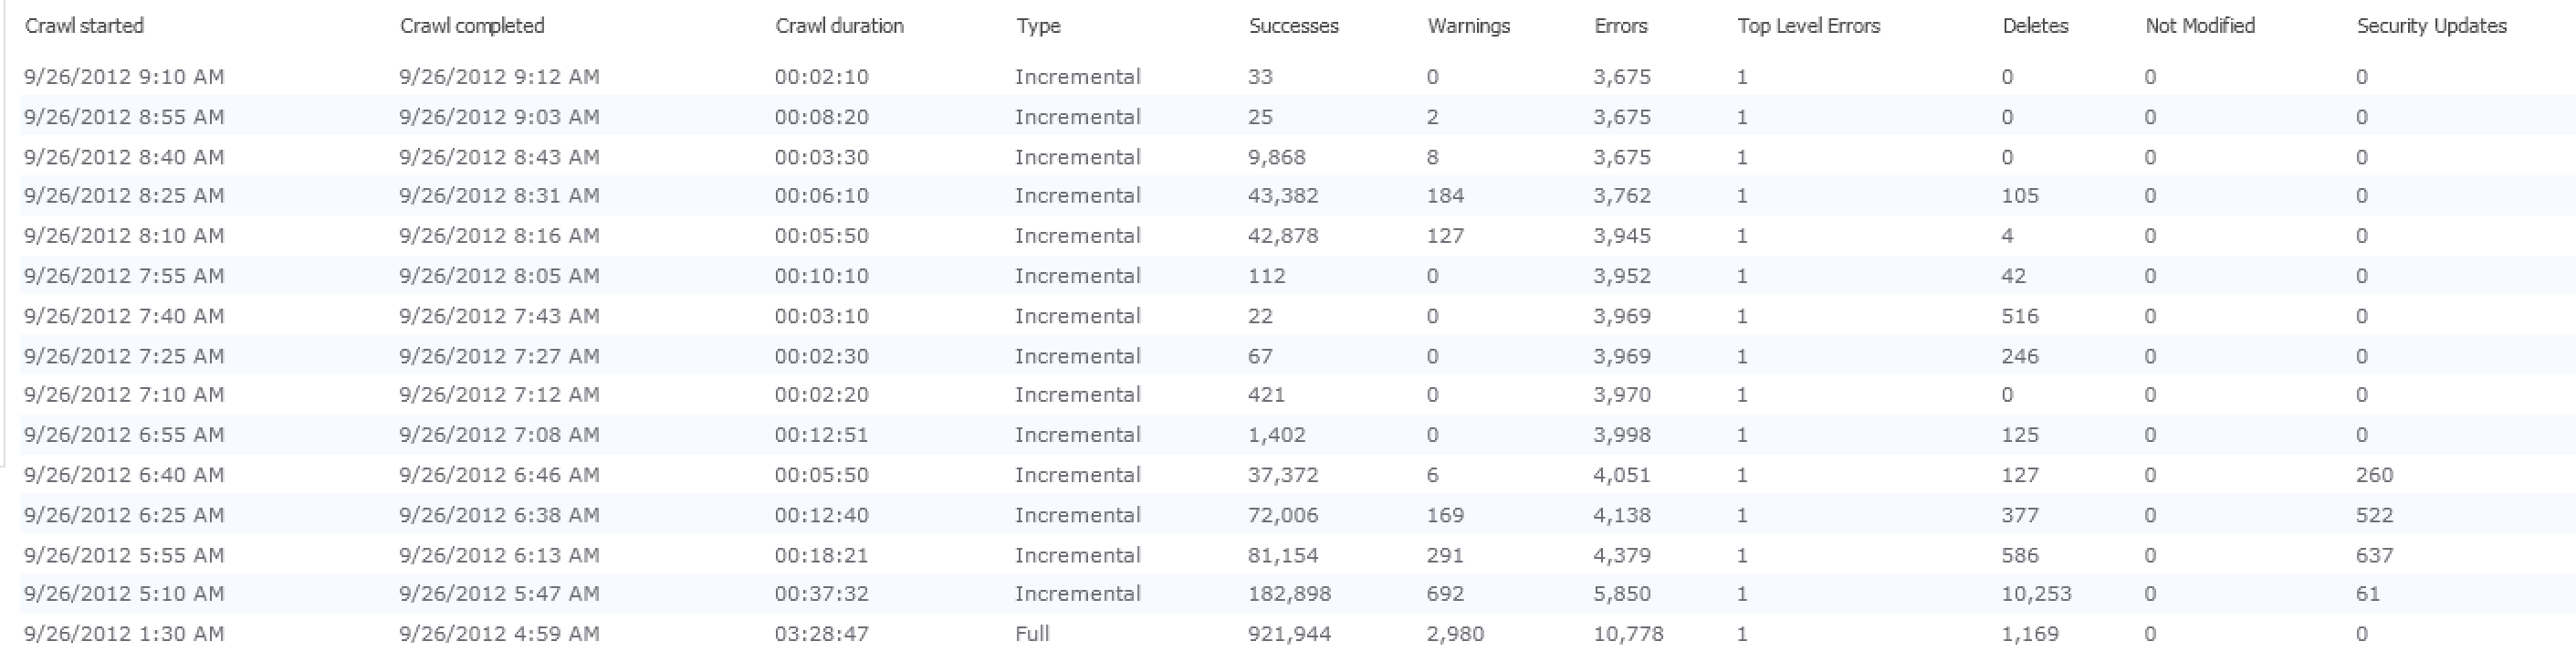 Crawl started Crawl completed Crawl duration Type Successes Warnings Errors Top Level Errors Deletes Not Modified Security Updates
9/26/2012 9:10 AM 9/26/2012 9:12 AM 00:02:10 Incremental 33 0 3,675 1 0 0 0
9/26/2012 8:55 AM 9/26/2012 9:03 AM 00:08:20 Incremental 25 2 3,675 1 0 0 0
9/26/2012 8:40 AM 9/26/2012 8:43 AM 00:03:30 Incremental 9,868 8 3,675 1 0 0 0
9/26/2012 8:25 AM 9/26/2012 8:31 AM 00:06:10 Incremental 43,382 184 3,762 1 105 0 0
9/26/2012 8:10 AM 9/26/2012 8:16 AM 00:05:50 Incremental 42,878 127 3,945 1 4 0 0
9/26/2012 7:55 AM 9/26/2012 8:05 AM 00:10:10 Incremental 112 0 3,952 1 42 0 0
9/26/2012 7:40 AM 9/26/2012 7:43 AM 00:03:10 Incremental 22 0 3,969 1 516 0 0
9/26/2012 7:25 AM 9/26/2012 7:27 AM 00:02:30 Incremental 67 0 3,969 1 246 0 0
9/26/2012 7:10 AM 9/26/2012 7:12 AM 00:02:20 Incremental 421 0 3,970 1 0 0 0
9/26/2012 6:55 AM 9/26/2012 7:08 AM 00:12:51 Incremental 1,402 0 3,998 1 125 0 0
9/26/2012 6:40 AM 9/26/2012 6:46 AM 00:05:50 Incremental 37,372 6 4,051 1 127 0 260
9/26/2012 6:25 AM 9/26/2012 6:38 AM 00:12:40 Incremental 72,006 169 4,138 1 377 0 522
9/26/2012 5:55 AM 9/26/2012 6:13 AM 00:18:21 Incremental 81,154 291 4,379 1 586 0 637
9/26/2012 5:10 AM 9/26/2012 5:47 AM 00:37:32 Incremental 182,898 692 5,850 1 10,253 0 61
9/26/2012 1:30 AM 9/26/2012 4:59 AM 03:28:47 Full 921,944 2,980 10,778 1 1,169 0 0